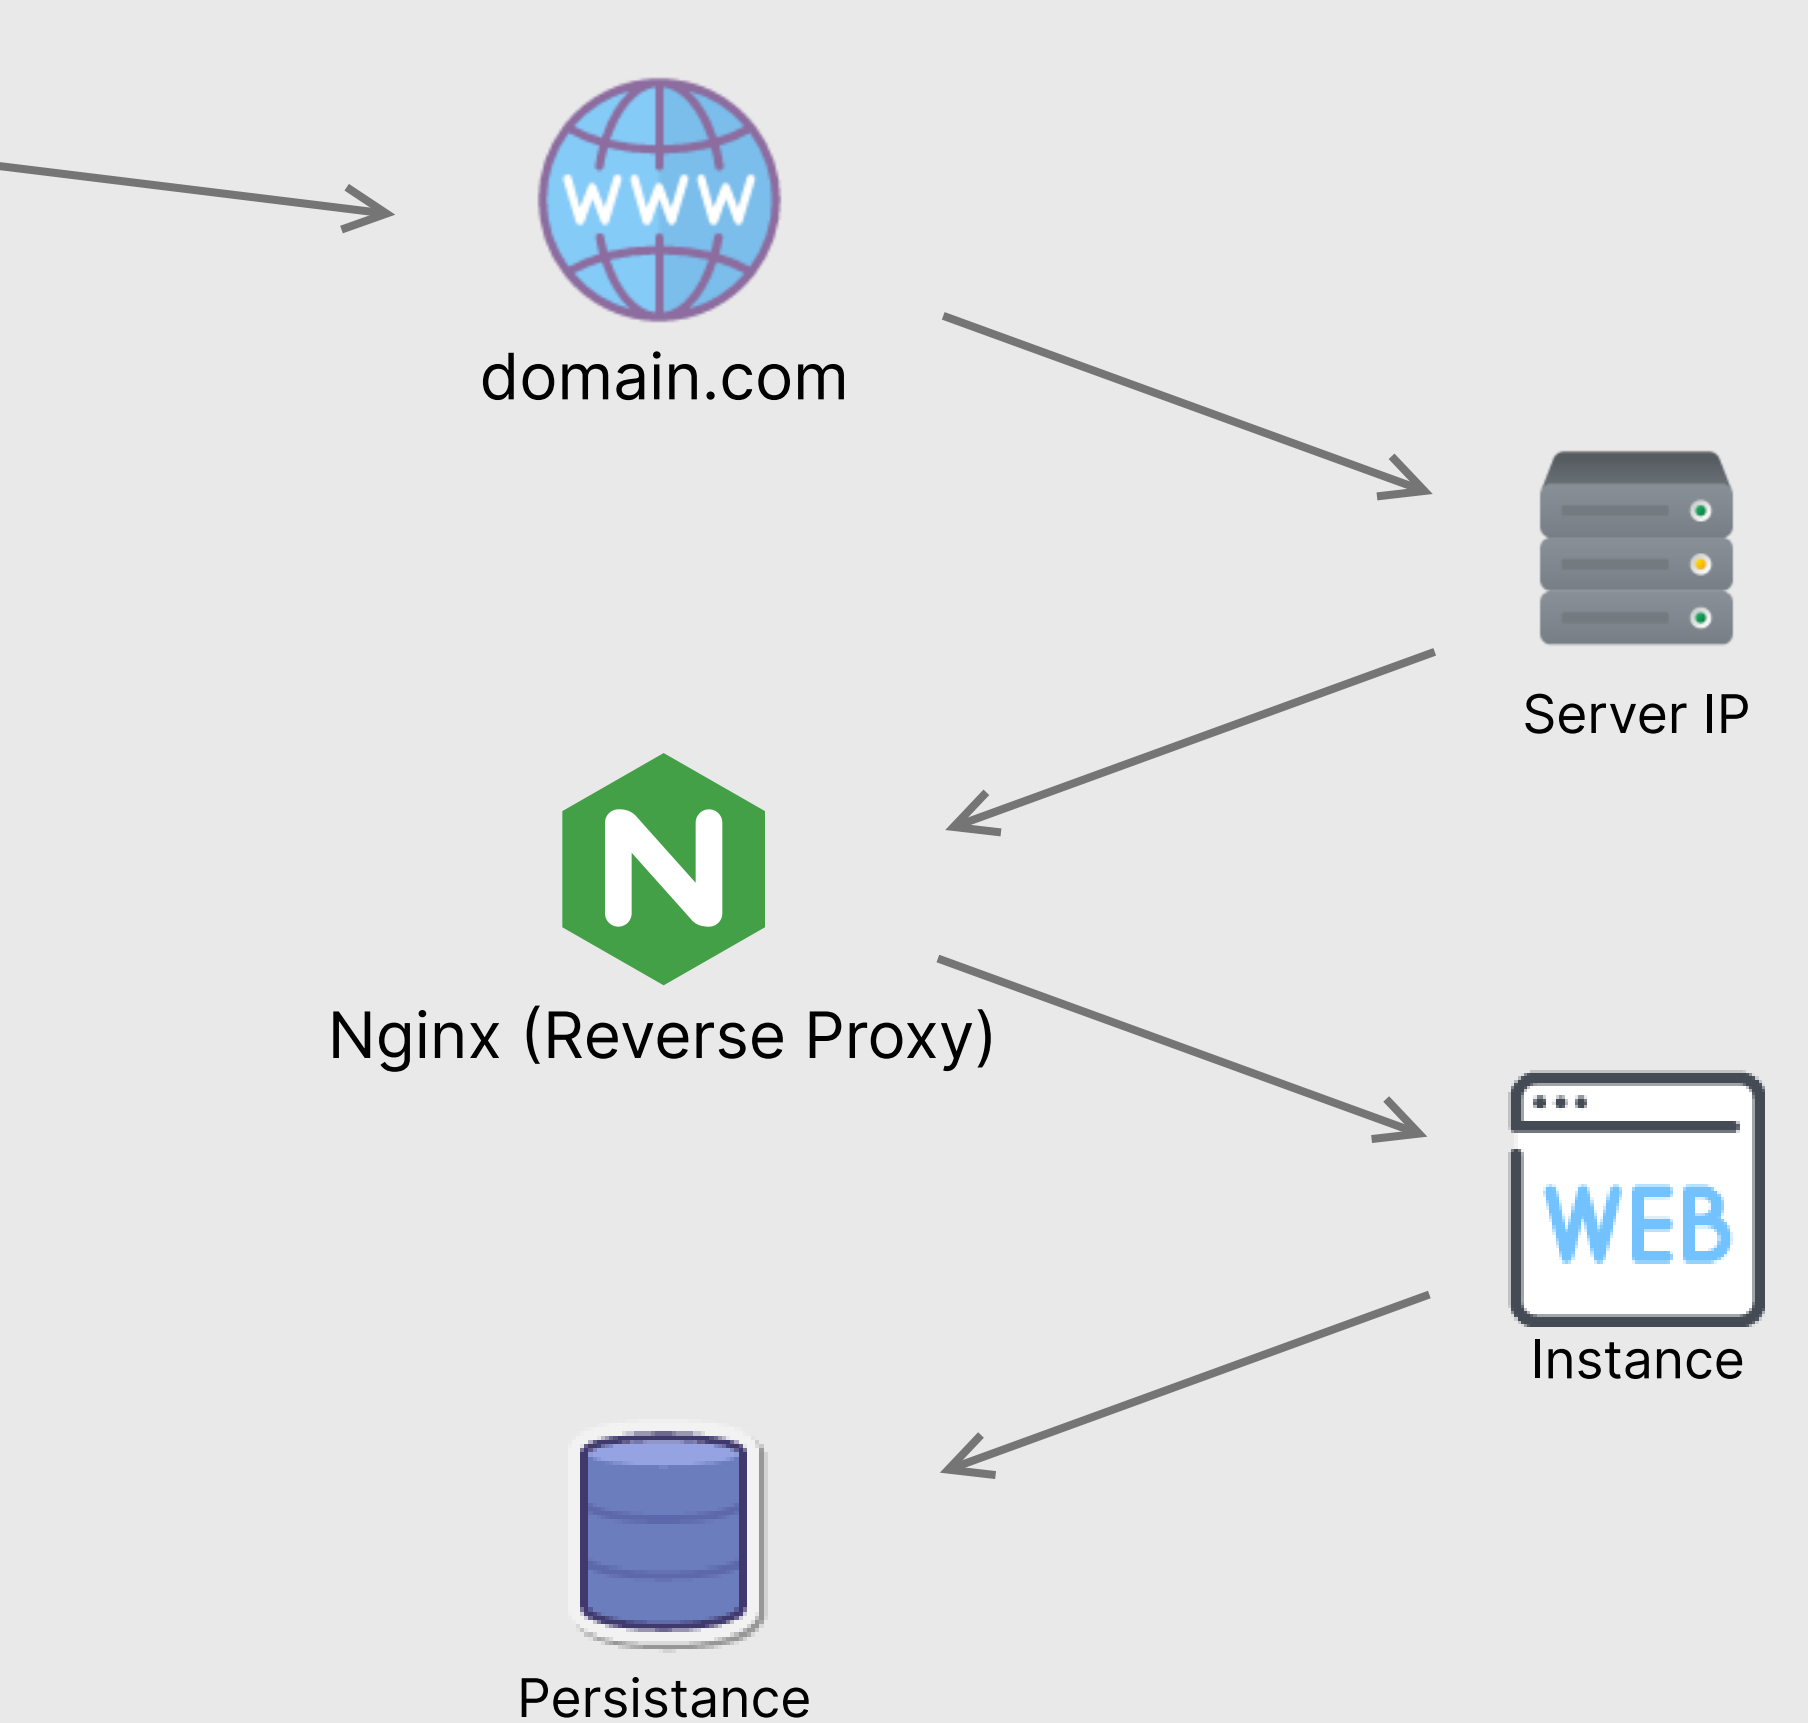 WWW
domain.com
Server IP
N
Nginx (Reverse Proxy)
WEB
Instance
Persistance